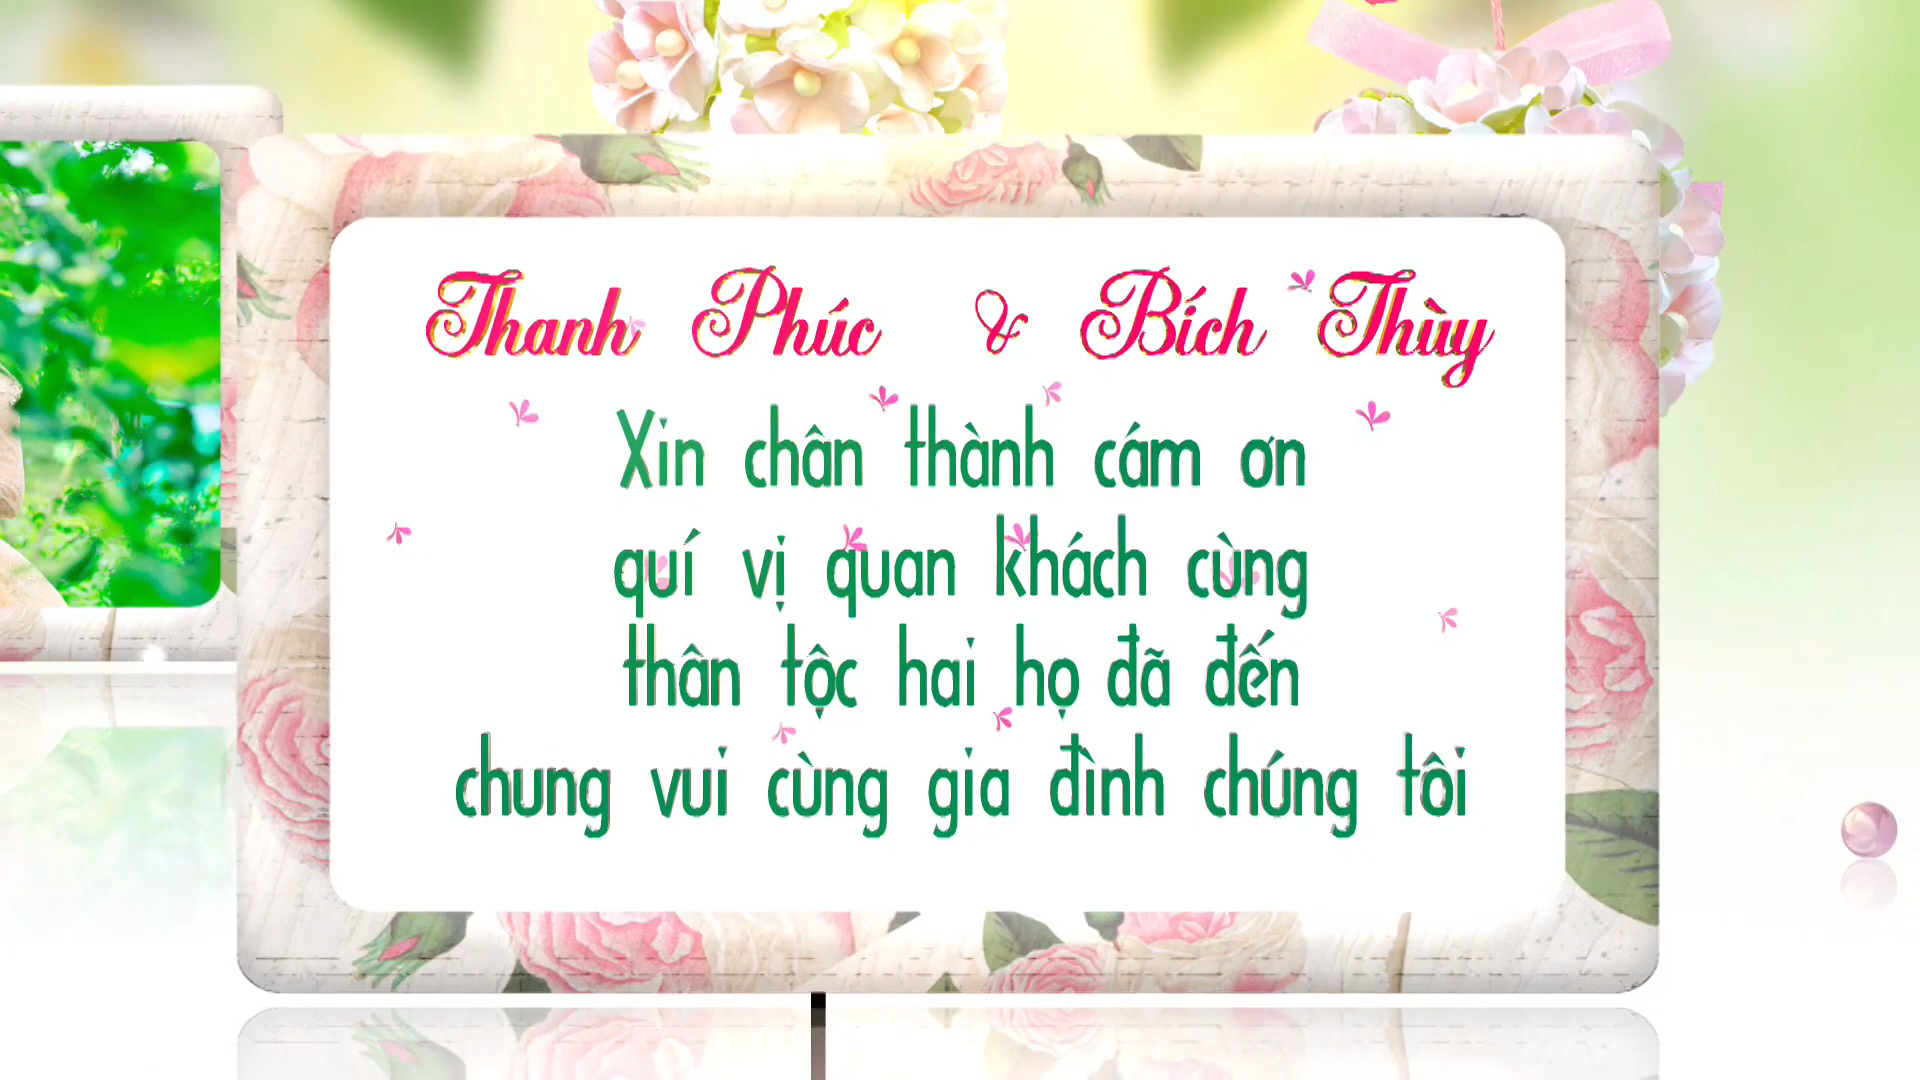 Thanh Phúc & Bích Thùy
Xin chân thành cám ơn
quí vị quan khách cùng
thân tộc hai họ đã đến
chung vui cùng gia đình chúng tôi